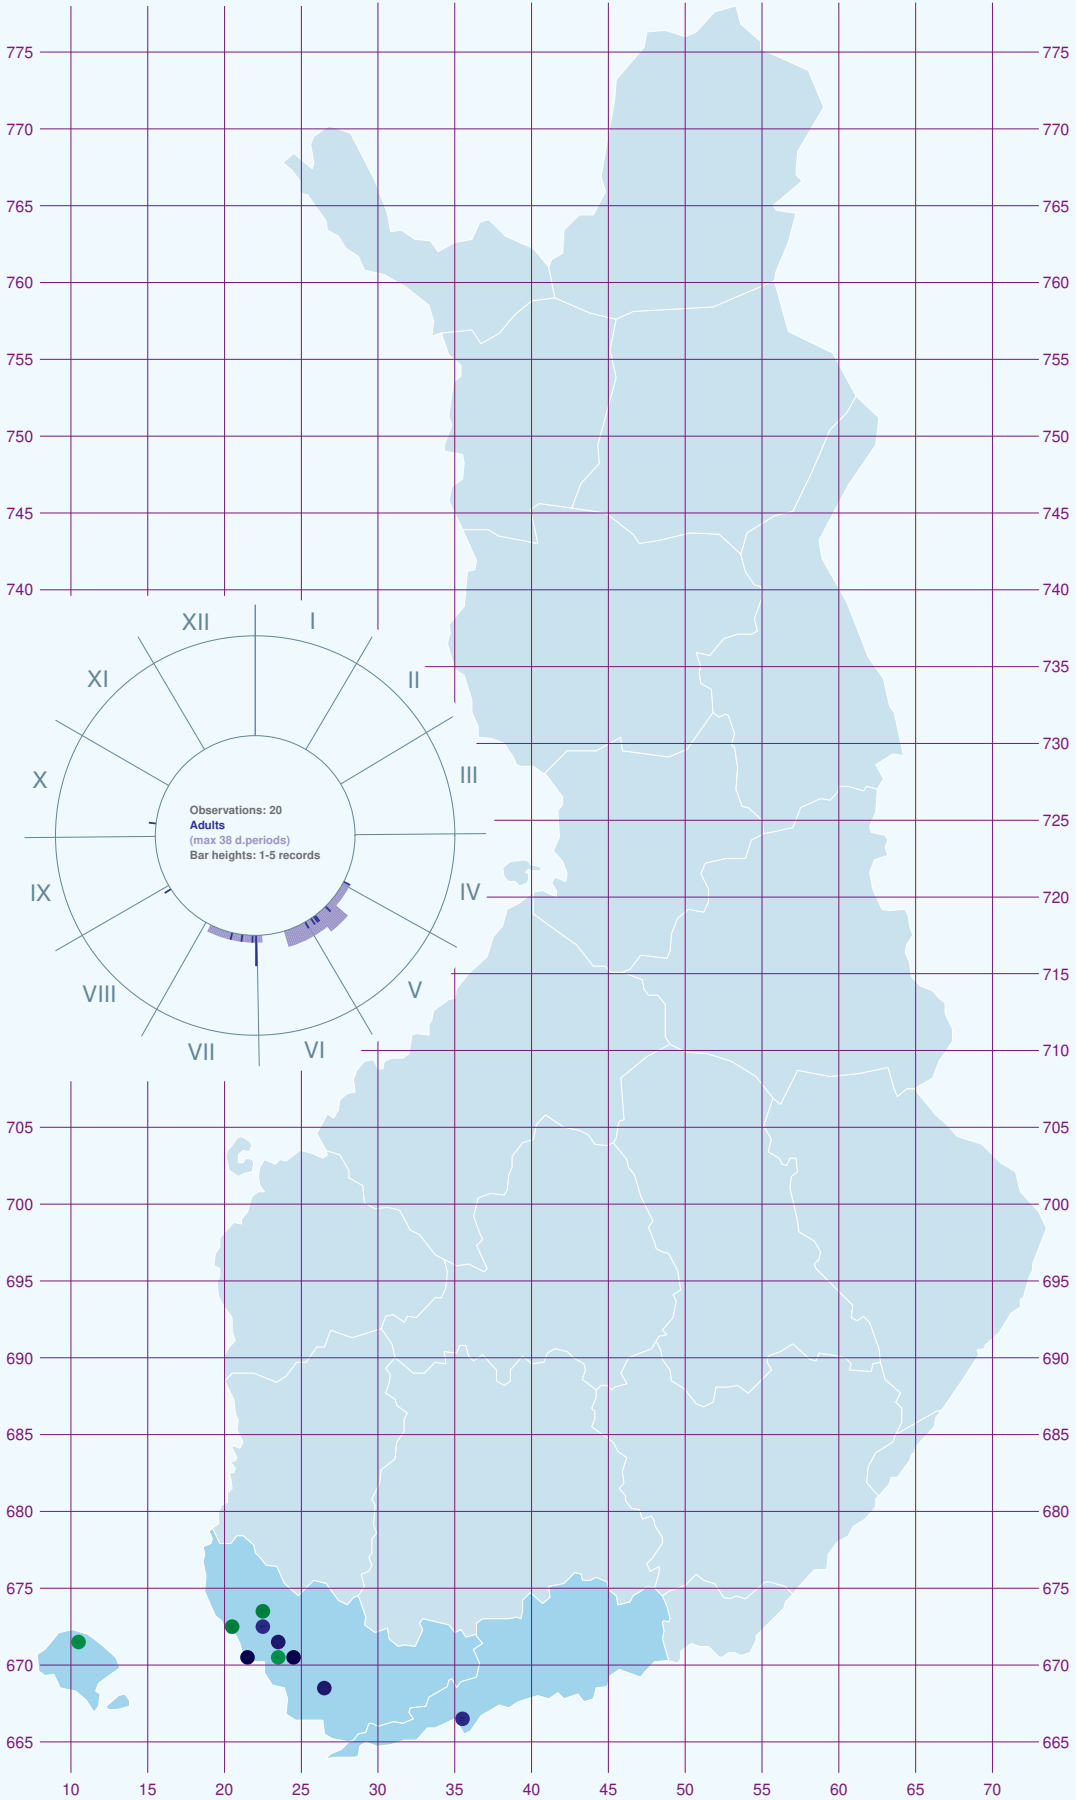 775 775
770 770
765 765
760 760
755 755
750 750
745 745
740 740
XII I
735
XI II
730
X III
725
Observations: 20
Adults
(max 38 d.periods)
Bar heights: 1-5 records
IX IV
720
VIII V
715
VII VI
710
705 705
700 700
695 695
690 690
685 685
680 680
675 675
670 670
665 665
10 15 20 25 30 35 40 45 50 55 60 65 70